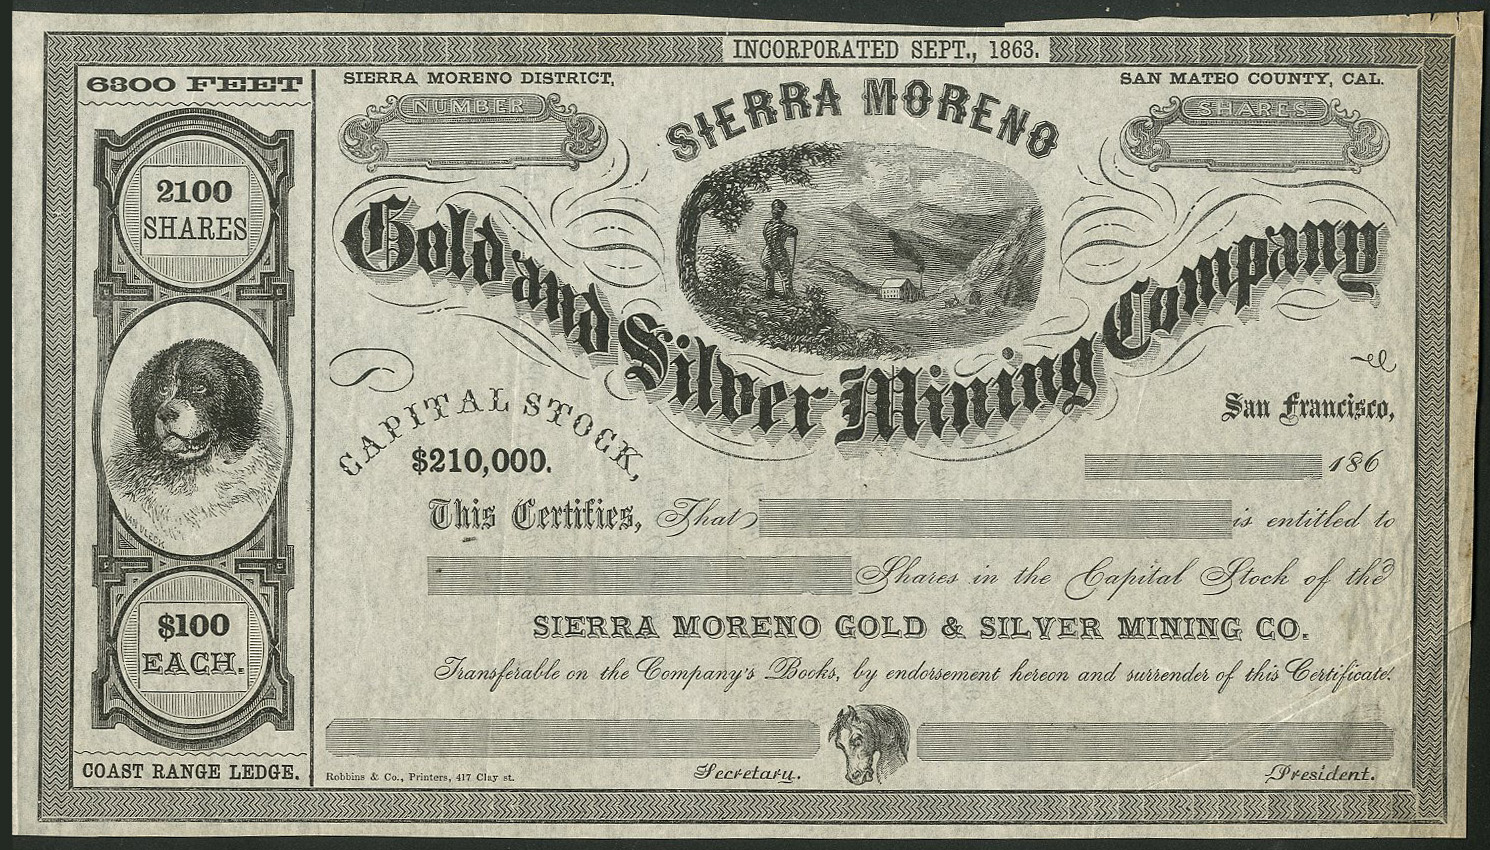 INCORPORATED SEPT., 1863.
6300 FEET
2100
SHARES
VAN VLECK
$100
EACH.
COAST RANGE LEDGE.
SIERRA MORENO DISTRICT,
SAN MATEO COUNTY, CAL.
NUMBER
SHARES
SIERRA MORENO
Gold and Silver Mining Company
CAPITAL STOCK,
$210,000.
San Francisco,
186
This Certifies, That is entitled to
Shares in the Capital Stock of the
SIERRA MORENO GOLD & SILVER MINING CO.
Transferable on the Company's Books, by endorsement hereon and surrender of this Certificate.
Secretary.
President.
Robbins & Co., Printers, 417 Clay st.